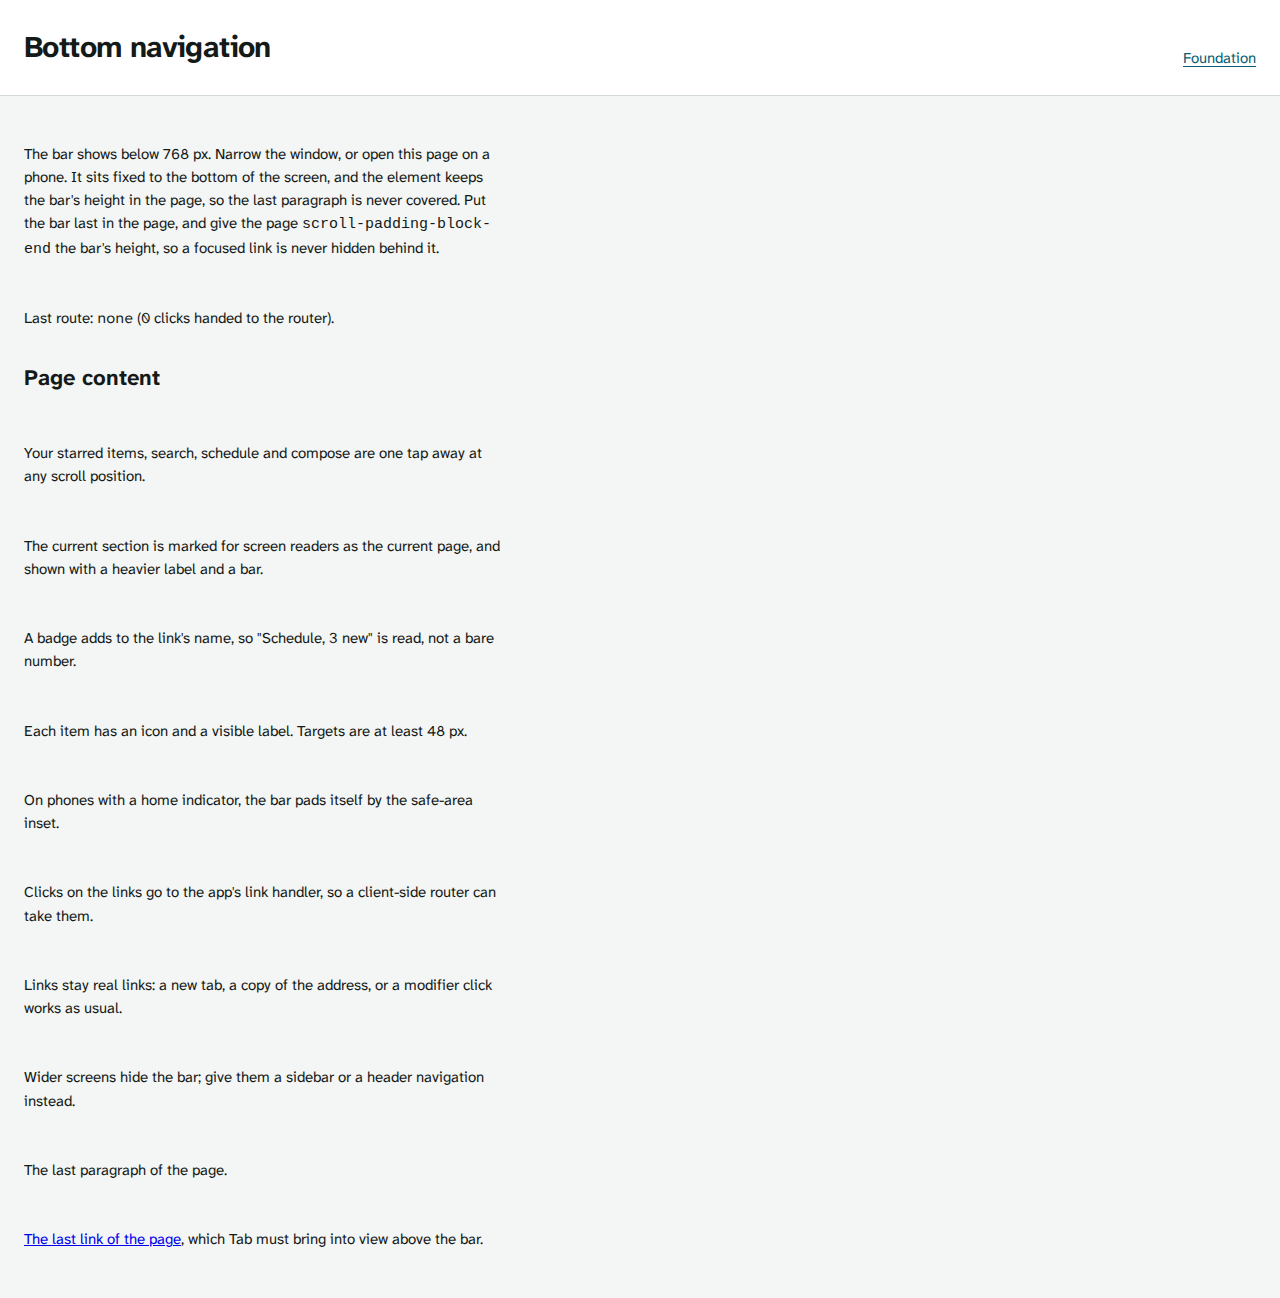 Bottom navigation
Foundation
The bar shows below 768 px. Narrow the window, or open this page on a
phone. It sits fixed to the bottom of the screen, and the element keeps
the bar's height in the page, so the last paragraph is never covered. Put
the bar last in the page, and give the page scroll-padding-block-
end the bar's height, so a focused link is never hidden behind it.
Last route: none (0 clicks handed to the router).
Page content
Your starred items, search, schedule and compose are one tap away at
any scroll position.
The current section is marked for screen readers as the current page, and
shown with a heavier label and a bar.
A badge adds to the link's name, so "Schedule, 3 new" is read, not a bare
number.
Each item has an icon and a visible label. Targets are at least 48 px.
On phones with a home indicator, the bar pads itself by the safe-area
inset.
Clicks on the links go to the app's link handler, so a client-side router can
take them.
Links stay real links: a new tab, a copy of the address, or a modifier click
works as usual.
Wider screens hide the bar; give them a sidebar or a header navigation
instead.
The last paragraph of the page.
The last link of the page, which Tab must bring into view above the bar.